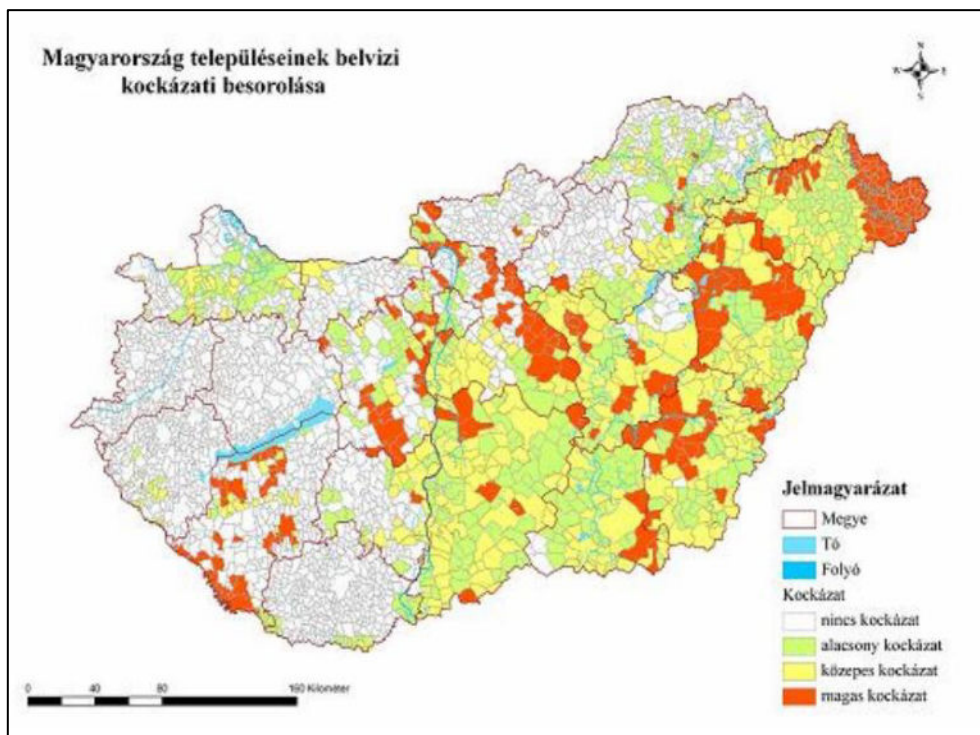 Magyarország településeinek belvizi
kockázati besorolása
N
W E
S
Jelmagyarázat
Megye
Tó
Folyó
Kockázat
nincs kockázat
alacsony kockázat
közepes kockázat
magas kockázat
0 40 80 160 Kilométer